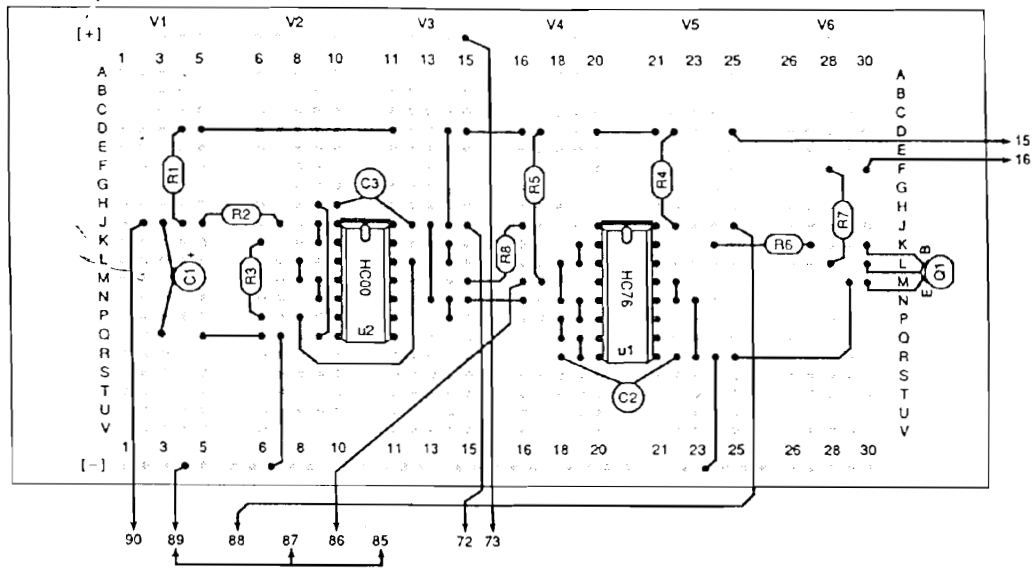 V1 V2 V3 V4 V5 V6
[+]
1 3 5 6 8 10 11 13 15 16 18 20 21 23 25 26 28 30
A A
B B
C C
D D
15
E E
16
F F
G G
H H
J J
K K
L L
M M
N N
P P
Q Q
R R
S S
T T
U U
V V
R1
R2
R3
C1 +
C3
HC00
u2
R8
R5
R4
HC76
u1
C2
R6
R7
B
Q1
E
1 3 5 6 8 10 11 13 15 16 18 20 21 23 25 26 28 30
[-]
90 89 88 87 86 85 72 73